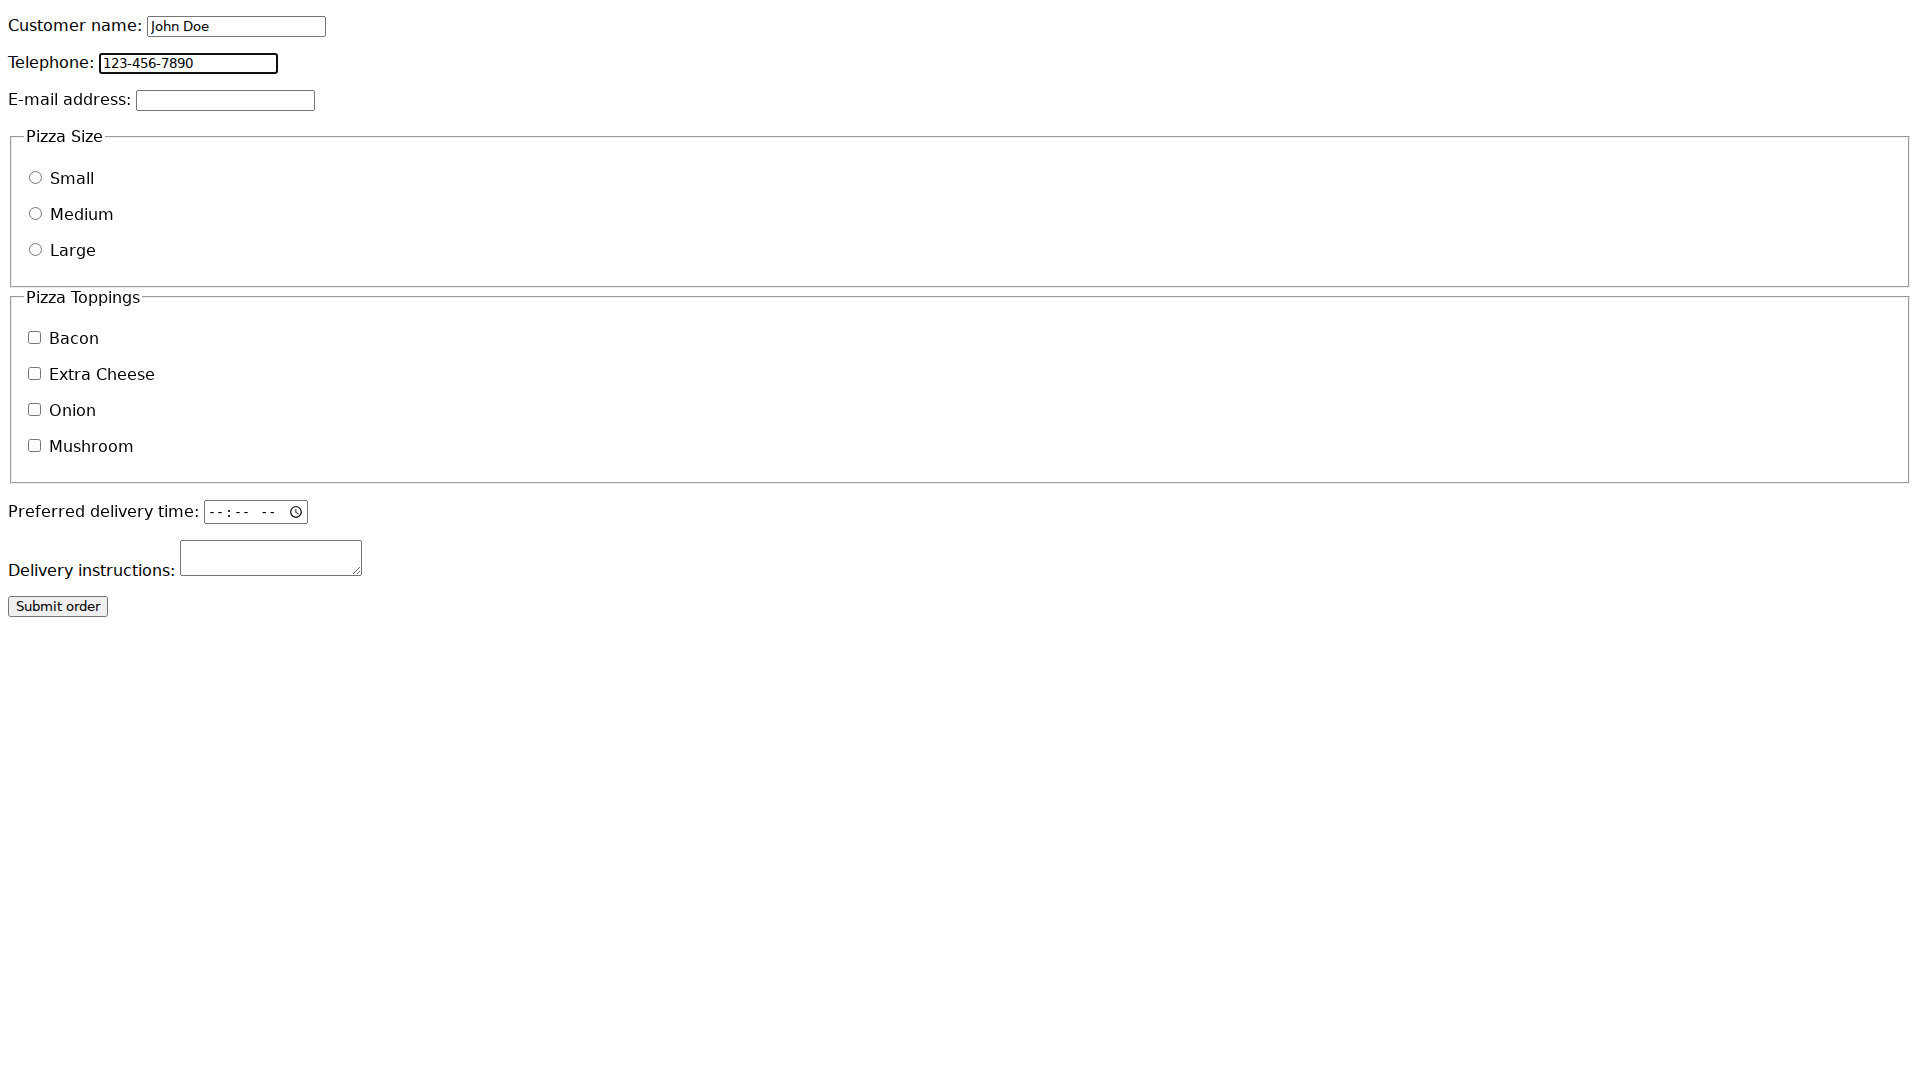 Customer name: John Doe
Telephone: 123-456-7890
E-mail address:
Pizza Size
Small
Medium
Large
Pizza Toppings
Bacon
Extra Cheese
Onion
Mushroom
Preferred delivery time: --:-- --
Delivery instructions:
Submit order